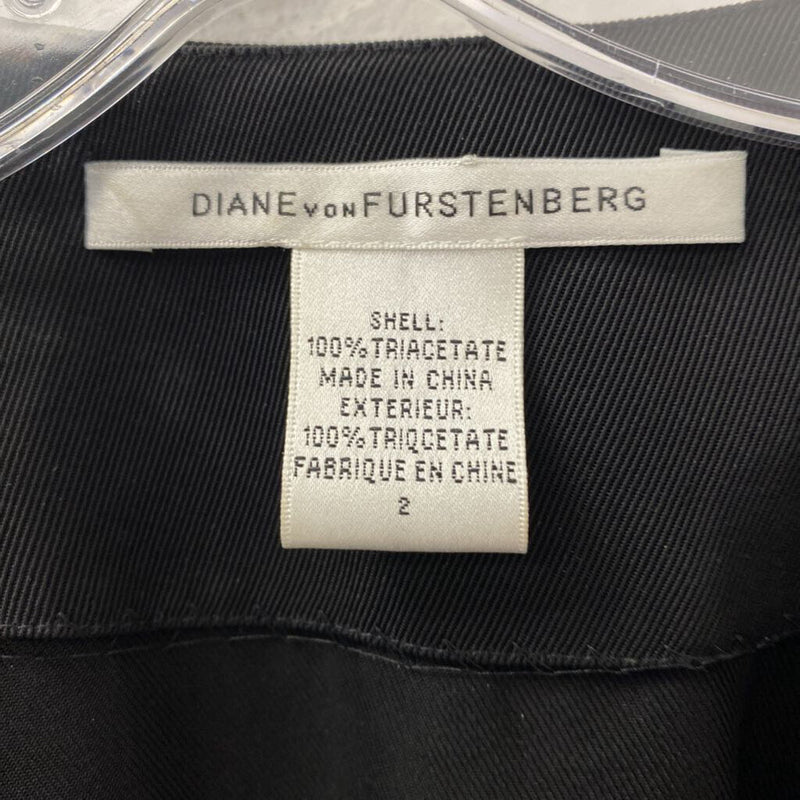 DIANE VON FURSTENBERG
SHELL:
100% TRIACETATE
MADE IN CHINA
EXTERIEUR:
100% TRIQCETATE
FABRIQUE EN CHINE
2